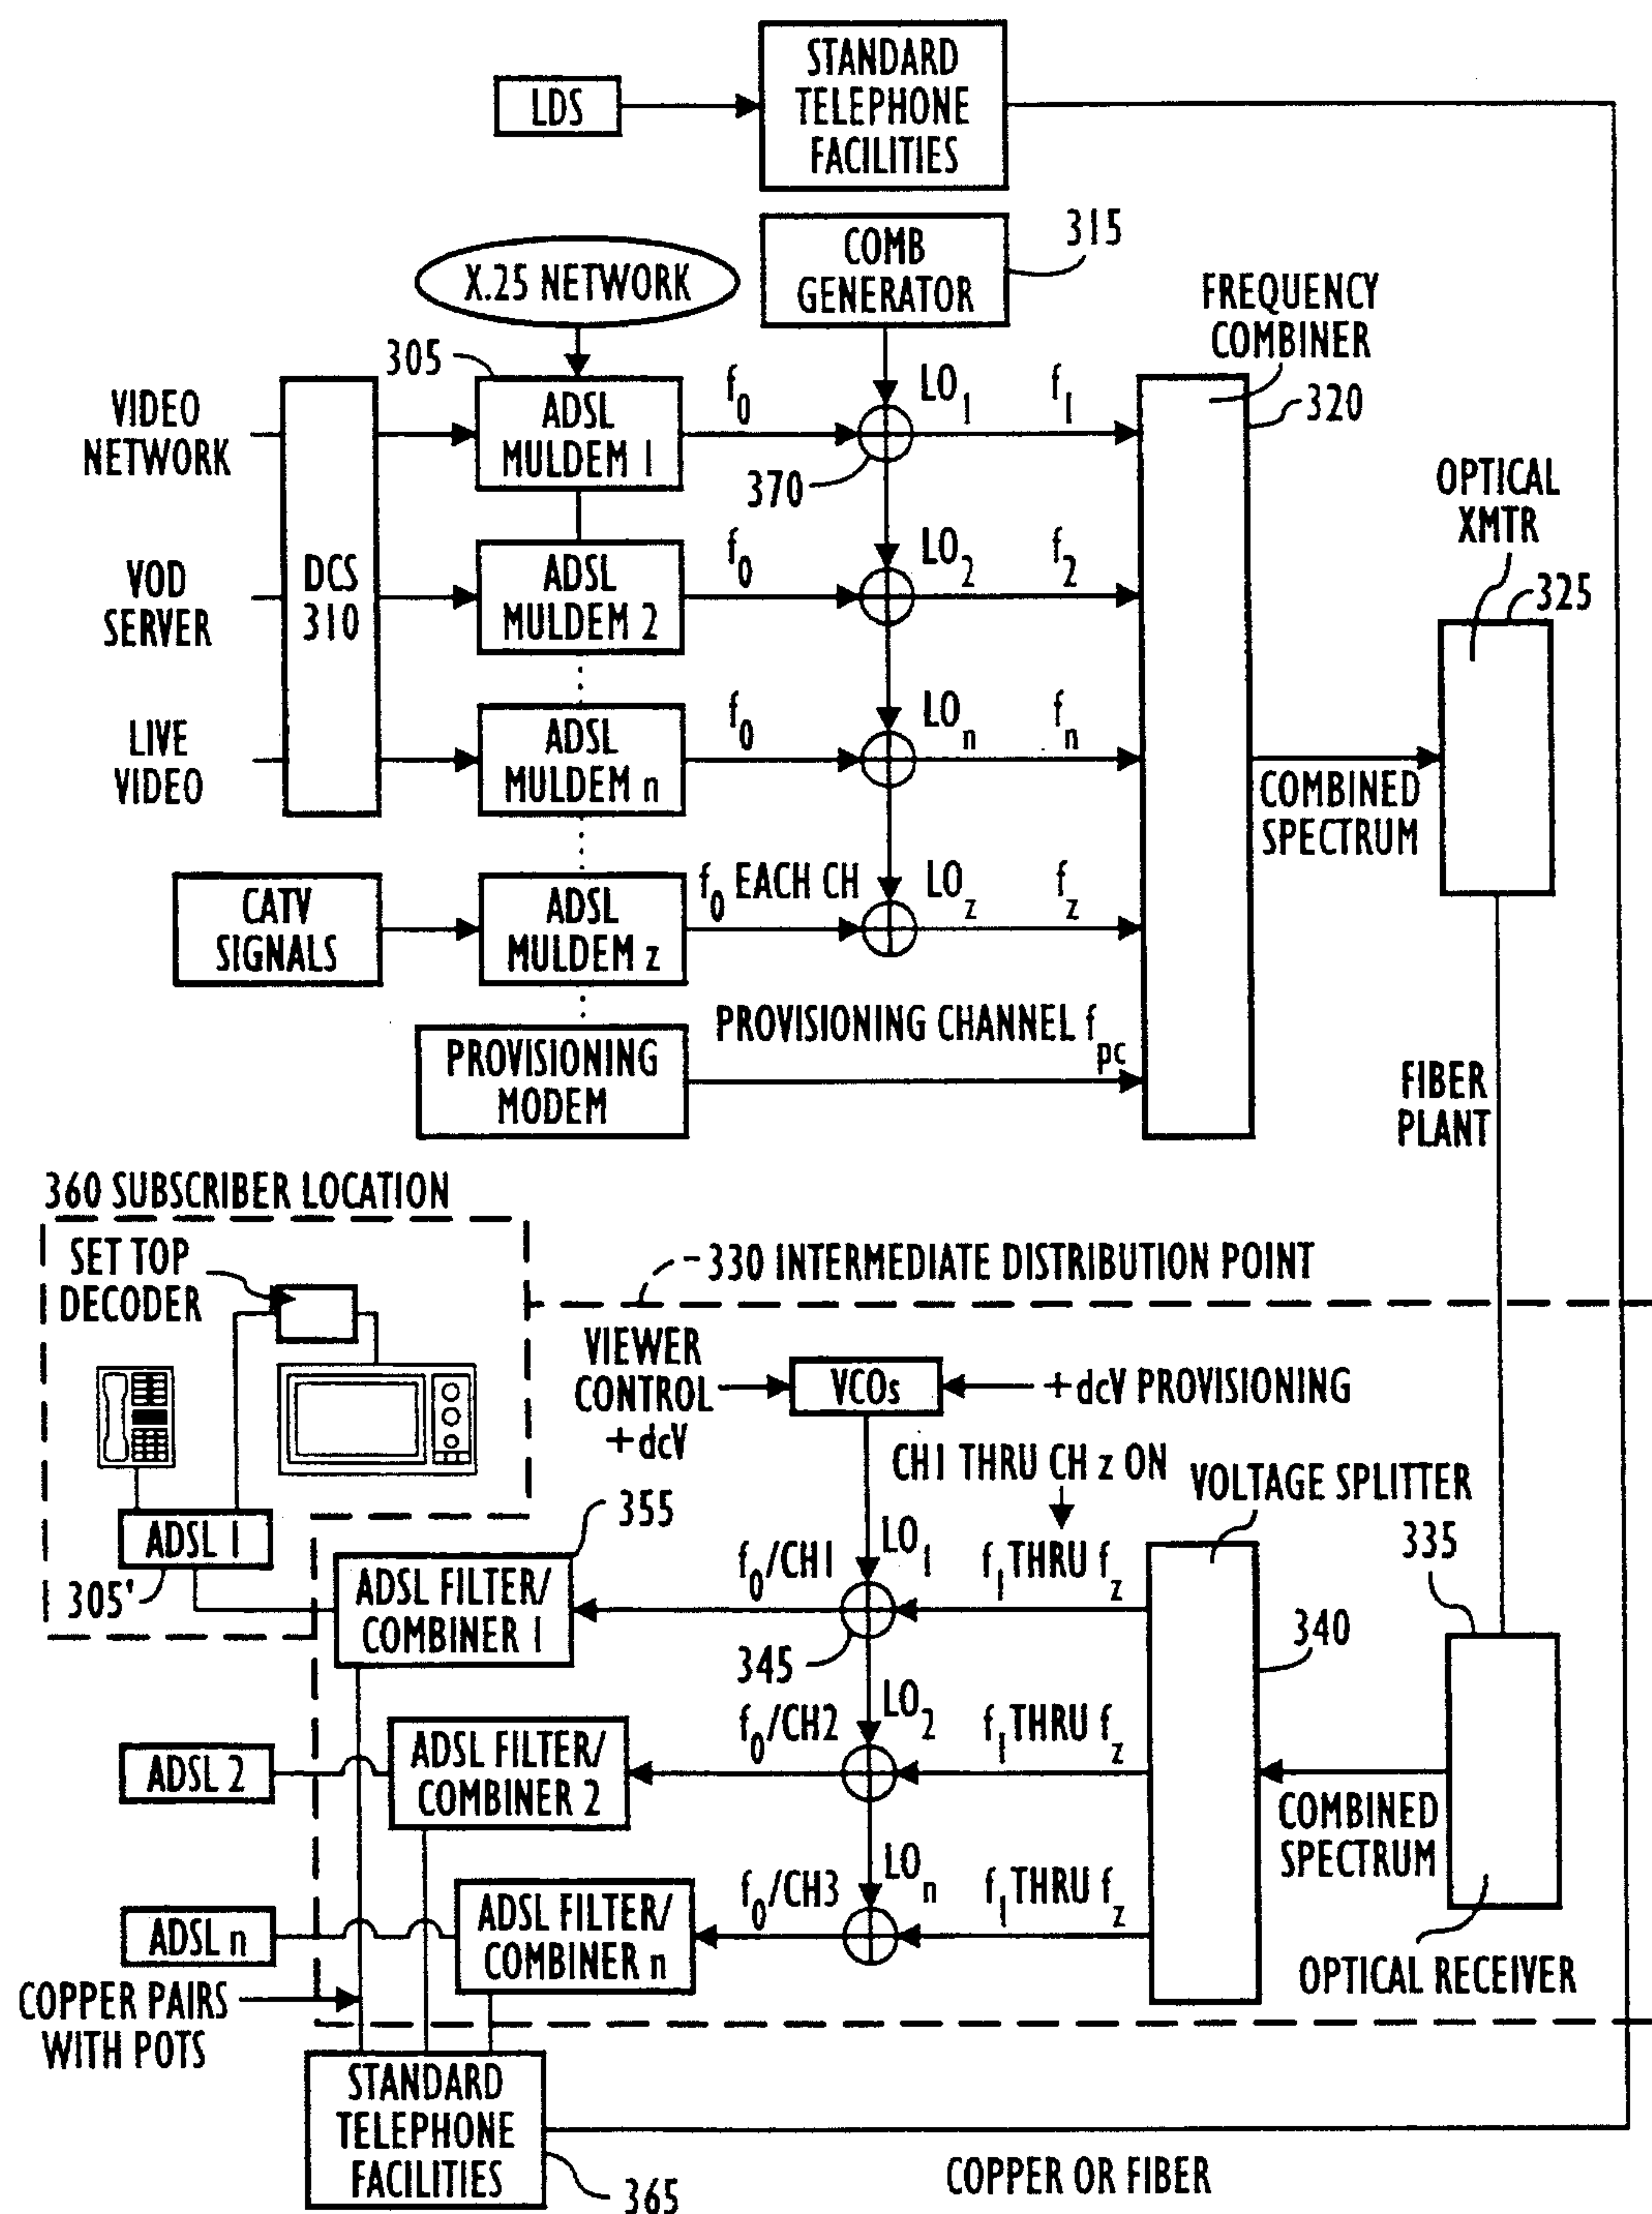 LDS
STANDARD
TELEPHONE
FACILITIES
X.25 NETWORK
COMB
GENERATOR
315
FREQUENCY
COMBINER
320
305
VIDEO
NETWORK
VOD
SERVER
LIVE
VIDEO
DCS
310
ADSL
MULDEM 1
f0
LO1
f1
370
ADSL
MULDEM 2
f0
LO2
f2
ADSL
MULDEM n
f0
LOn
fn
CATV
SIGNALS
ADSL
MULDEM z
f0 EACH CH
LOz
fz
PROVISIONING
MODEM
PROVISIONING CHANNEL fpc
COMBINED
SPECTRUM
OPTICAL
XMTR
325
FIBER
PLANT
360 SUBSCRIBER LOCATION
SET TOP
DECODER
330 INTERMEDIATE DISTRIBUTION POINT
VIEWER
CONTROL
+dcV
VCOs
+dcV PROVISIONING
CH1 THRU CH z ON
VOLTAGE SPLITTER
335
ADSL 1
305'
355
ADSL FILTER/
COMBINER 1
f0/CH1
LO1
f1 THRU fz
345
340
ADSL 2
ADSL FILTER/
COMBINER 2
f0/CH2
LO2
f1 THRU fz
COMBINED
SPECTRUM
ADSL n
ADSL FILTER/
COMBINER n
f0/CH3
LOn
f1 THRU fz
OPTICAL RECEIVER
COPPER PAIRS
WITH POTS
STANDARD
TELEPHONE
FACILITIES
365
COPPER OR FIBER